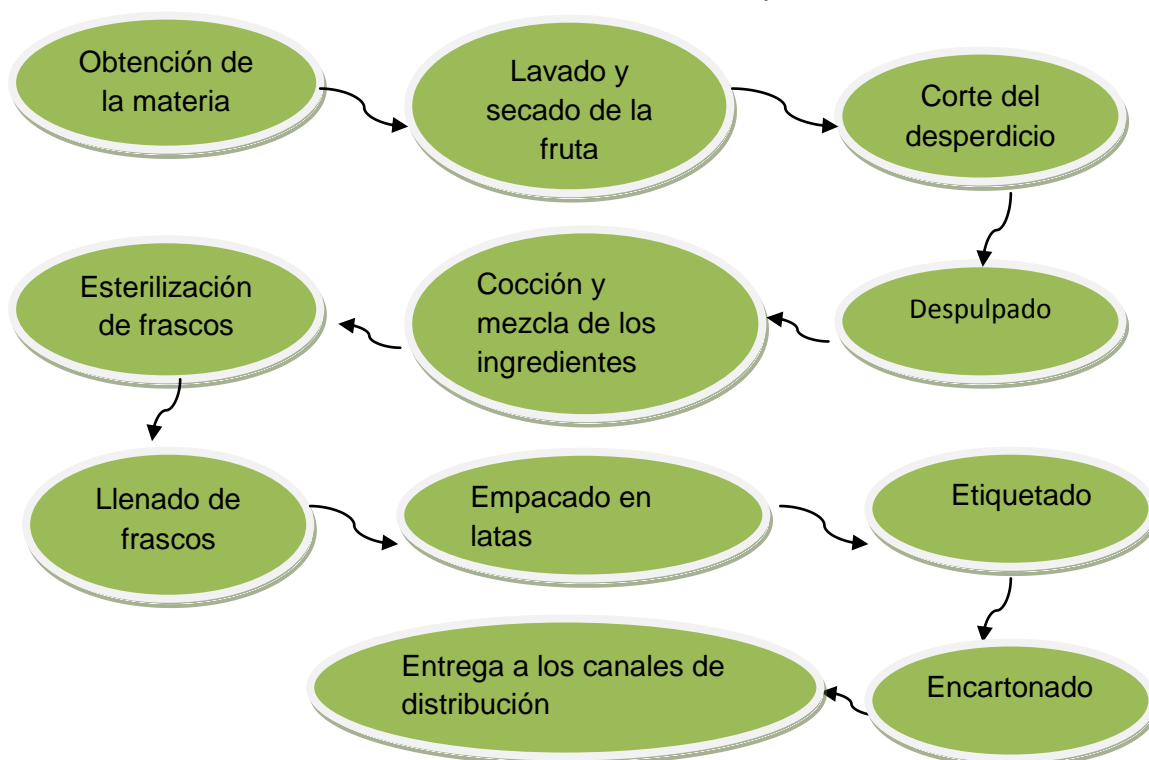 Obtención de
la materia
Lavado y
secado de la
fruta
Corte del
desperdicio
Despulpado
Cocción y
mezcla de los
ingredientes
Esterilización
de frascos
Llenado de
frascos
Empacado en
latas
Etiquetado
Encartonado
Entrega a los canales de
distribución